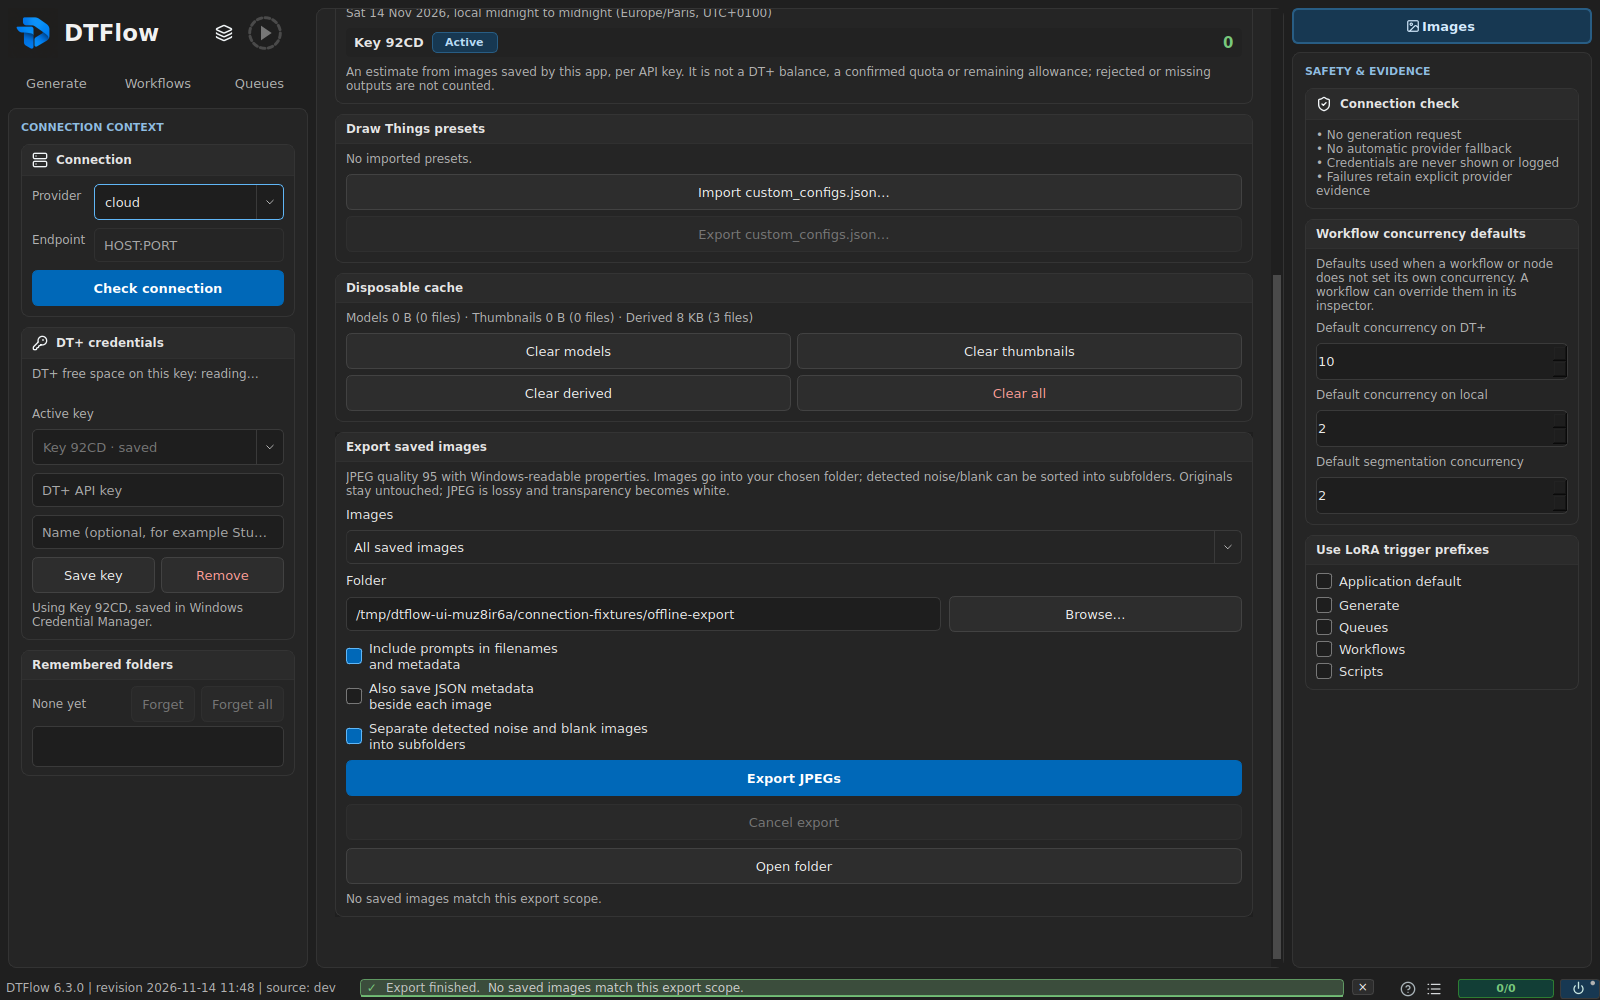 DTFlow
Generate
Workflows
Queues
CONNECTION CONTEXT
Connection
Provider
cloud
Endpoint
HOST:PORT
Check connection
DT+ credentials
DT+ free space on this key: reading...
Active key
Key 92CD · saved
DT+ API key
Name (optional, for example Stu...
Save key
Remove
Using Key 92CD, saved in Windows
Credential Manager.
Remembered folders
None yet
Forget
Forget all
Sat 14 Nov 2026, local midnight to midnight (Europe/Paris, UTC+0100)
Key 92CD
Active
0
An estimate from images saved by this app, per API key. It is not a DT+ balance, a confirmed quota or remaining allowance; rejected or missing
outputs are not counted.
Draw Things presets
No imported presets.
Import custom_configs.json...
Export custom_configs.json...
Disposable cache
Models 0 B (0 files) · Thumbnails 0 B (0 files) · Derived 8 KB (3 files)
Clear models
Clear thumbnails
Clear derived
Clear all
Export saved images
JPEG quality 95 with Windows-readable properties. Images go into your chosen folder; detected noise/blank can be sorted into subfolders. Originals
stay untouched; JPEG is lossy and transparency becomes white.
Images
All saved images
Folder
/tmp/dtflow-ui-muz8ir6a/connection-fixtures/offline-export
Browse...
Include prompts in filenames
and metadata
Also save JSON metadata
beside each image
Separate detected noise and blank images
into subfolders
Export JPEGs
Cancel export
Open folder
No saved images match this export scope.
Images
SAFETY & EVIDENCE
Connection check
• No generation request
• No automatic provider fallback
• Credentials are never shown or logged
• Failures retain explicit provider
evidence
Workflow concurrency defaults
Defaults used when a workflow or node
does not set its own concurrency. A
workflow can override them in its
inspector.
Default concurrency on DT+
10
Default concurrency on local
2
Default segmentation concurrency
2
Use LoRA trigger prefixes
Application default
Generate
Queues
Workflows
Scripts
DTFlow 6.3.0 | revision 2026-11-14 11:48 | source: dev
✓ Export finished. No saved images match this export scope.
0/0